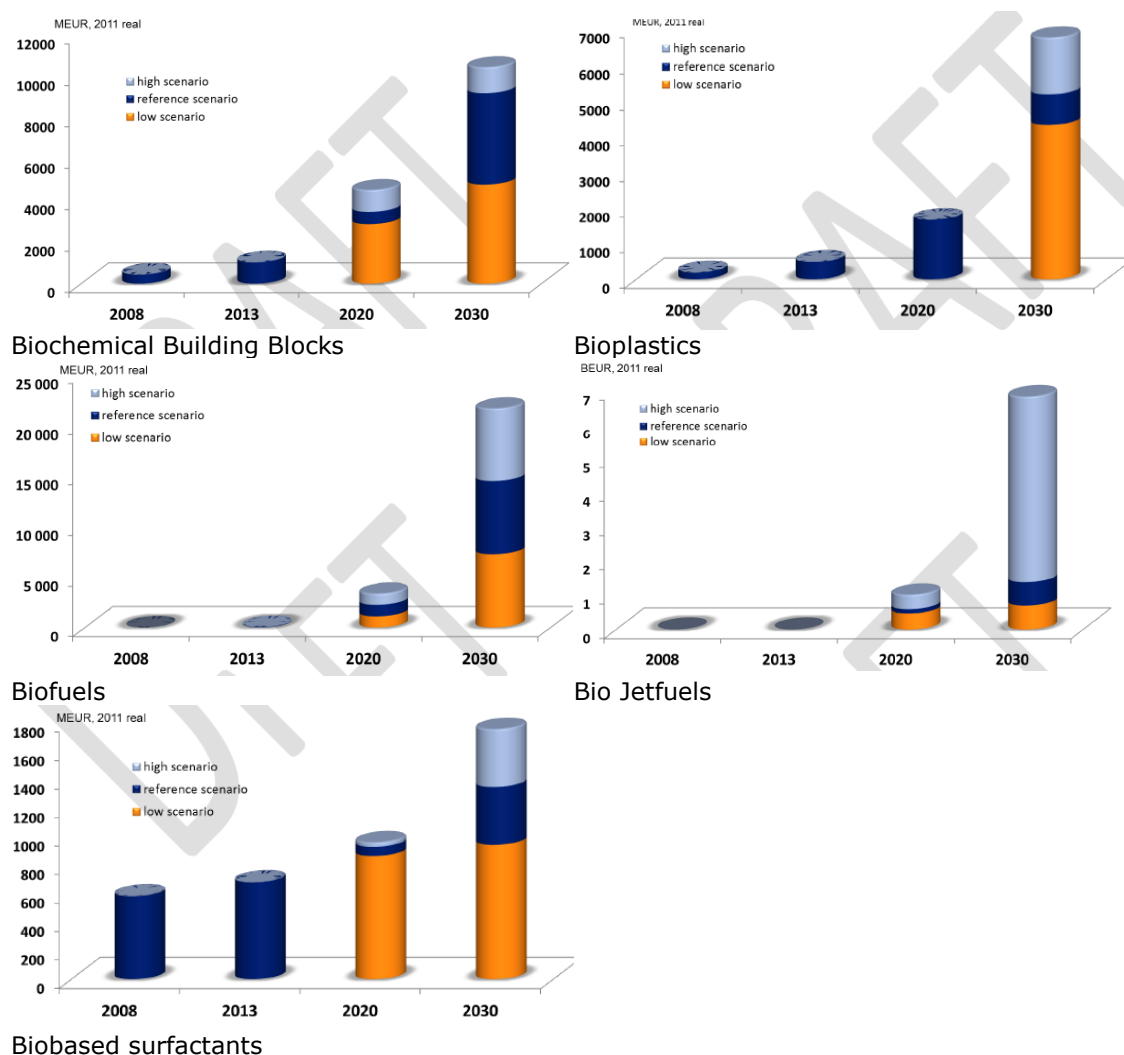 MEUR, 2011 real
12000
10000
8000
6000
4000
2000
0
high scenario
reference scenario
low scenario
2008 2013 2020 2030
Biochemical Building Blocks
MEUR, 2011 real
7000
6000
5000
4000
3000
2000
1000
0
high scenario
reference scenario
low scenario
2008 2013 2020 2030
Bioplastics
MEUR, 2011 real
25 000
20 000
15 000
10 000
5 000
0
high scenario
reference scenario
low scenario
2008 2013 2020 2030
Biofuels
BEUR, 2011 real
7
6
5
4
3
2
1
0
high scenario
reference scenario
low scenario
2008 2013 2020 2030
Bio Jetfuels
MEUR, 2011 real
1800
1600
1400
1200
1000
800
600
400
200
0
high scenario
reference scenario
low scenario
2008 2013 2020 2030
Biobased surfactants